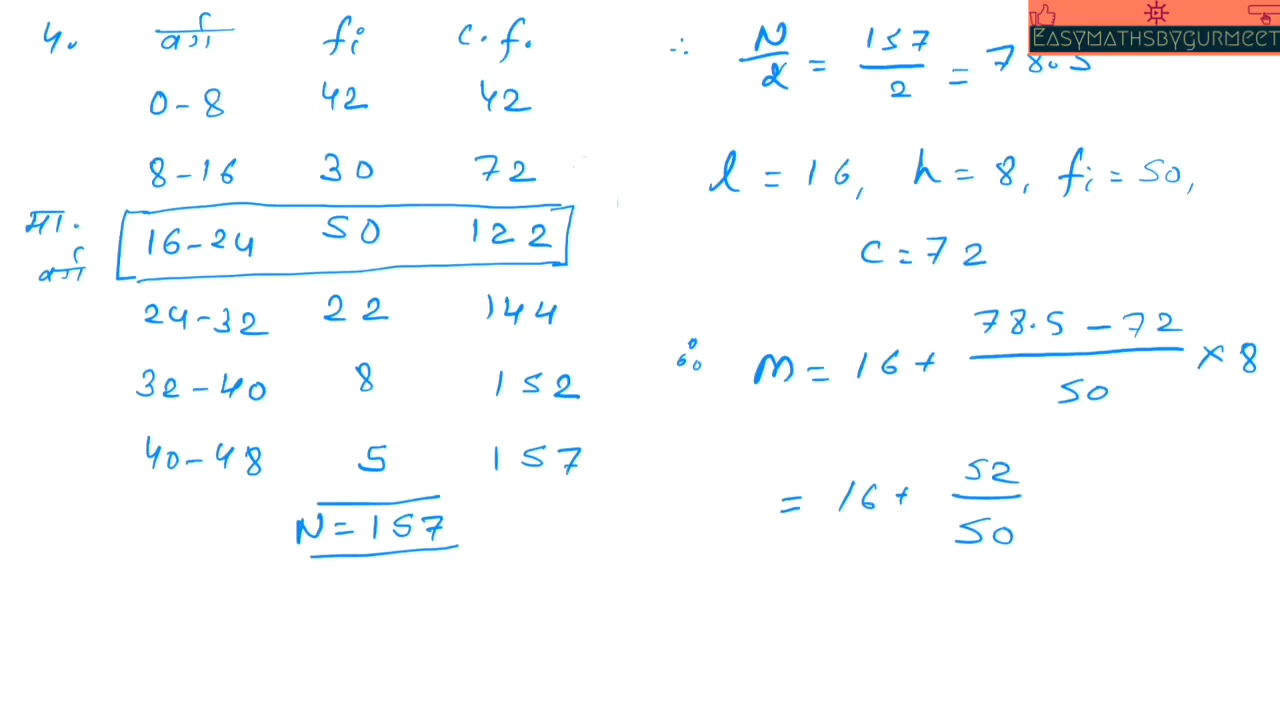 4. वर्ग fi c.f.
0-8 42 42
8-16 30 72
मा. वर्ग 16-24 50 122
24-32 22 144
32-40 8 152
40-48 5 157
N = 157
EASYMATHSBYGURMEET
∴ N/2 = 157/2 = 78.5
l = 16, h = 8, fi = 50,
c = 72
∴ M = 16 + 78.5 - 72/50 × 8
= 16 + 52/50